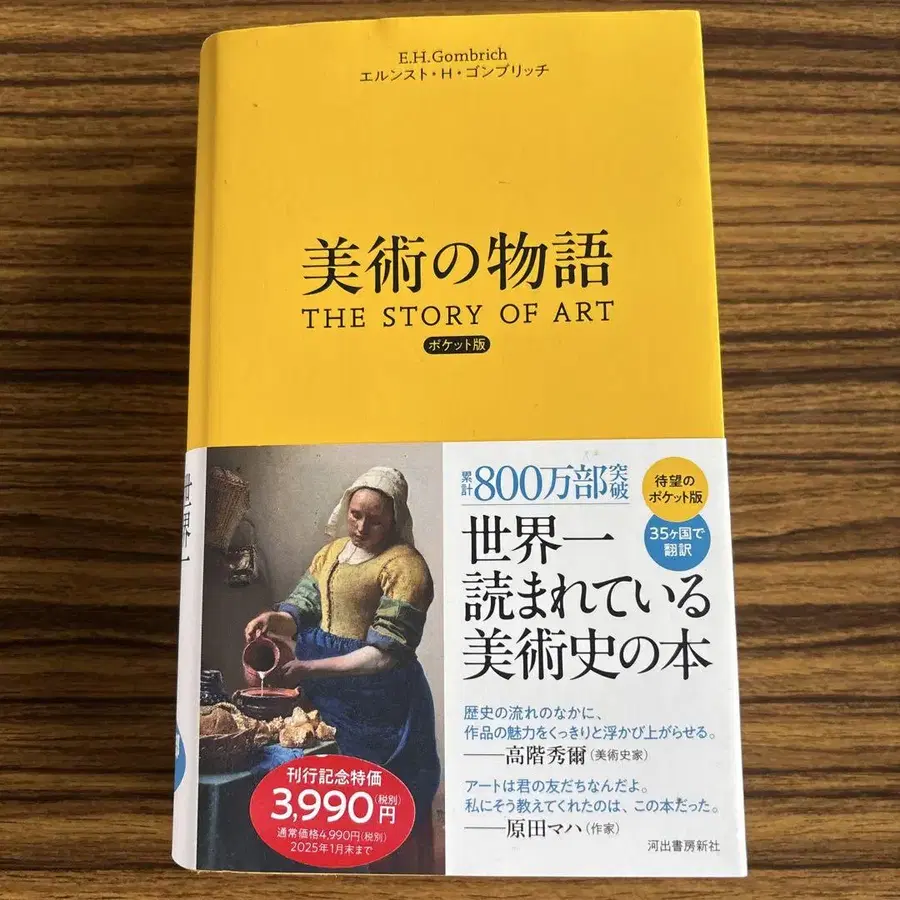 E.H.Gombrich
エルンスト・H・ゴンブリッチ
美術の物語
THE STORY OF ART
ポケット版
世界一
累計800万部突破
待望の
ポケット版
35ヶ国で
翻訳
世界一
読まれている
美術史の本
歴史の流れのなかに、
作品の魅力をくっきりと浮かび上がらせる。
——高階秀爾(美術史家)
アートは君の友だちなんだよ。
私にそう教えてくれたのは、この本だった。
——原田マハ(作家)
刊行記念特価
3,990円(税別)
通常価格4,990円(税別)
2025年1月末まで
河出書房新社